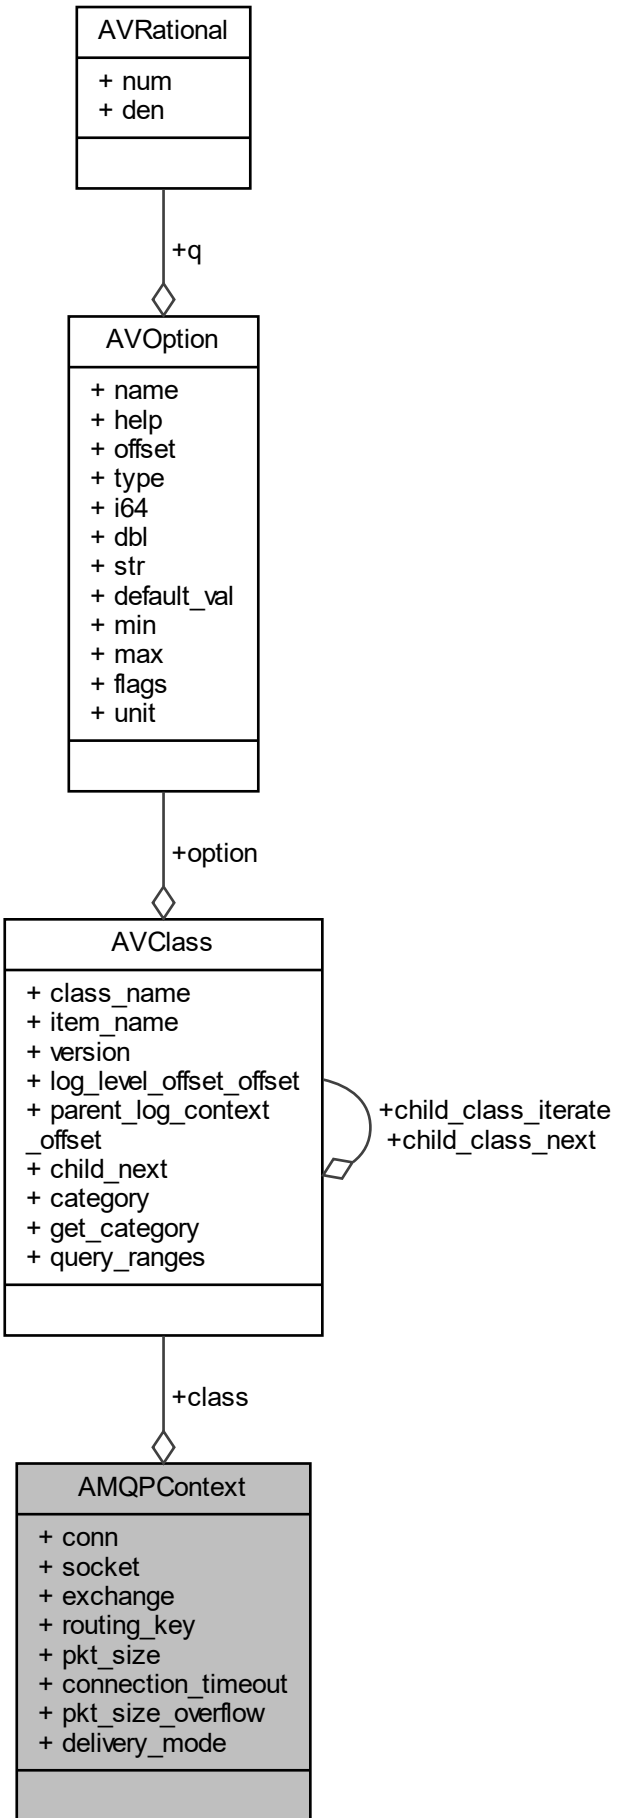 AVRational
+ num
+ den
+q
AVOption
+ name
+ help
+ offset
+ type
+ i64
+ dbl
+ str
+ default_val
+ min
+ max
+ flags
+ unit
+option
AVClass
+ class_name
+ item_name
+ version
+ log_level_offset_offset
+ parent_log_context
_offset
+ child_next
+ category
+ get_category
+ query_ranges
+child_class_iterate
+child_class_next
+class
AMQPContext
+ conn
+ socket
+ exchange
+ routing_key
+ pkt_size
+ connection_timeout
+ pkt_size_overflow
+ delivery_mode